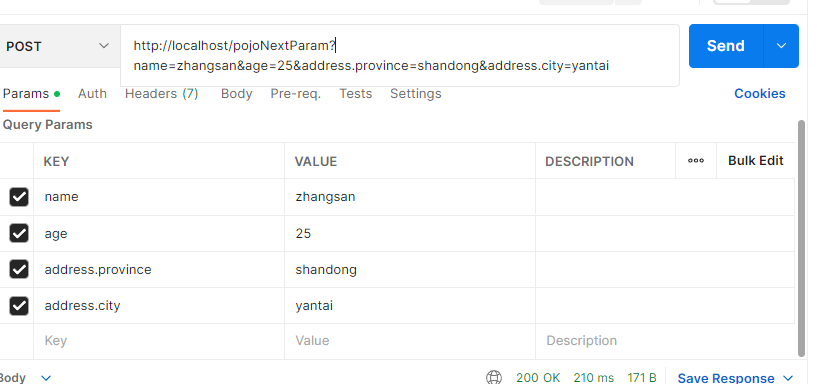 POST
http://localhost/pojoNextParam?
name=zhangsan&age=25&address.province=shandong&address.city=yantai
Send
Params Auth Headers (7) Body Pre-req. Tests Settings Cookies
Query Params
KEY VALUE DESCRIPTION ooo Bulk Edit
name zhangsan
age 25
address.province shandong
address.city yantai
Key Value Description
Body 200 OK 210 ms 171 B Save Response